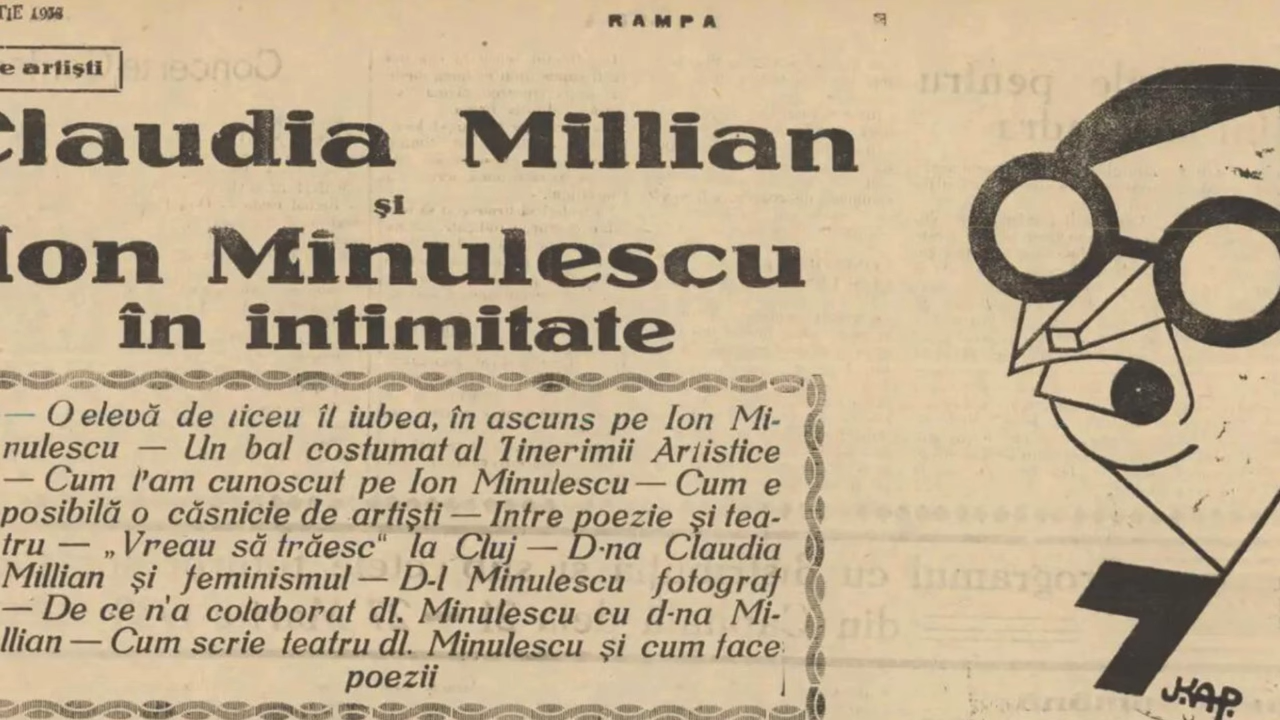 TIE 1936
RAMPA
e artişti
Claudia Millian
şi
Ion Minulescu
în intimitate
— O elevă de liceu îl iubea, în ascuns pe Ion Mi-
nulescu — Un bal costumat al Tinerimii Artistice
— Cum l'am cunoscut pe Ion Minulescu — Cum e
posibilă o căsnicie de artişti — Intre poezie şi tea-
tru — „Vreau să trăesc“ la Cluj — D-na Claudia
Millian şi feminismul — D-l Minulescu fotograf
— De ce n'a colaborat dl. Minulescu cu d-na Mi-
llian — Cum scrie teatru dl. Minulescu şi cum face
poezii
J.KAP.